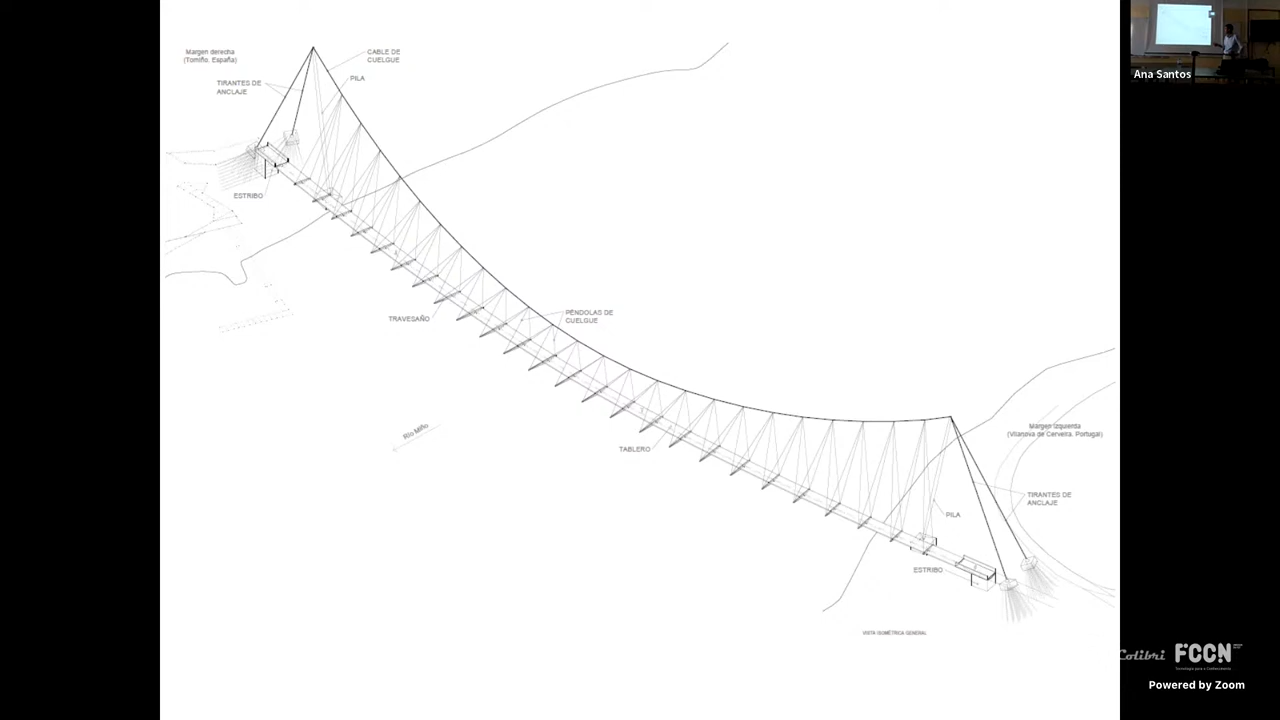 Margen derecha
(Tomiño. España)
CABLE DE
CUELGUE
PILA
TIRANTES DE
ANCLAJE
ESTRIBO
TRAVESAÑO
PÉNDOLAS DE
CUELGUE
Río Miño
TABLERO
Margen izquierda
(Vilanova de Cerveira. Portugal)
TIRANTES DE
ANCLAJE
PILA
ESTRIBO
VISTA ISOMÉTRICA GENERAL
Ana Santos
Colibri
FCCN
Powered by Zoom